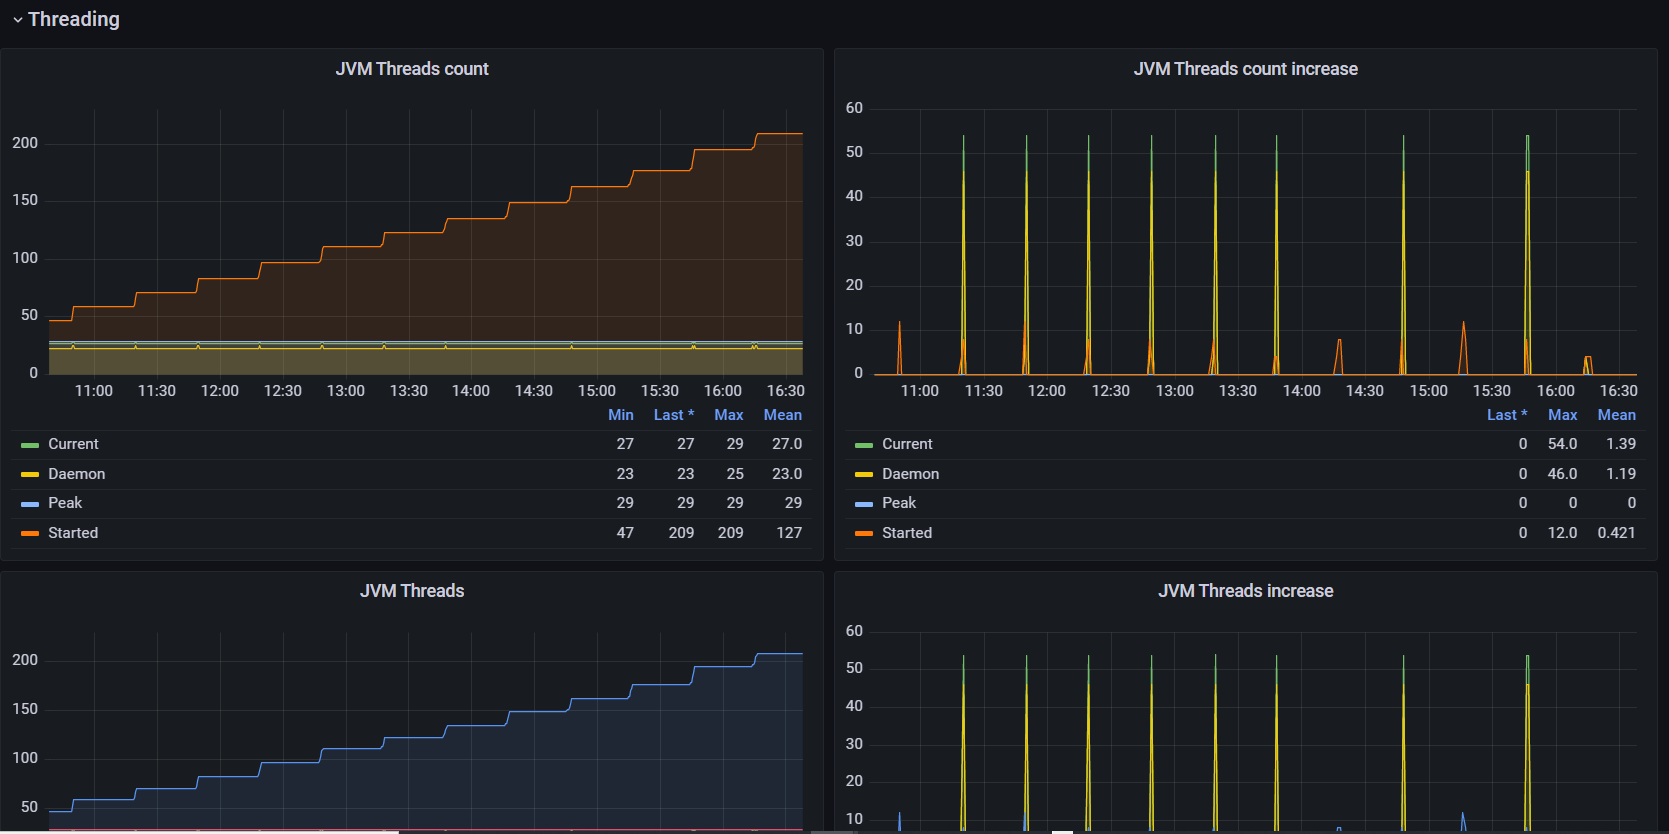 Threading
JVM Threads count
200
150
100
50
0
11:00 11:30 12:00 12:30 13:00 13:30 14:00 14:30 15:00 15:30 16:00 16:30
Min Last * Max Mean
Current 27 27 29 27.0
Daemon 23 23 25 23.0
Peak 29 29 29 29
Started 47 209 209 127
JVM Threads count increase
60
50
40
30
20
10
0
11:00 11:30 12:00 12:30 13:00 13:30 14:00 14:30 15:00 15:30 16:00 16:30
Last * Max Mean
Current 0 54.0 1.39
Daemon 0 46.0 1.19
Peak 0 0 0
Started 0 12.0 0.421
JVM Threads
200
150
100
50
JVM Threads increase
60
50
40
30
20
10